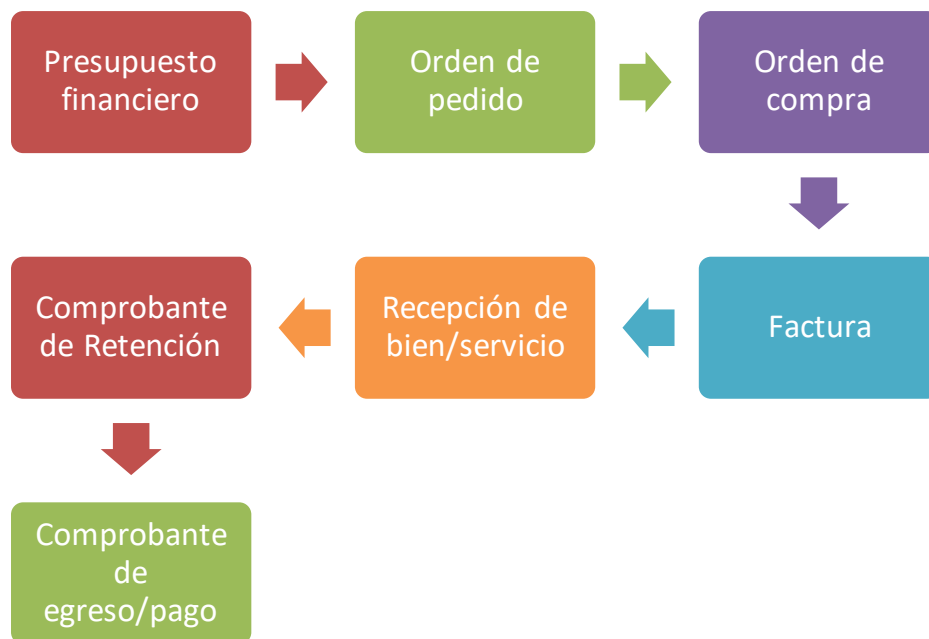 Presupuesto
financiero
Orden de
pedido
Orden de
compra
Factura
Recepción de
bien/servicio
Comprobante
de Retención
Comprobante
de
egreso/pago